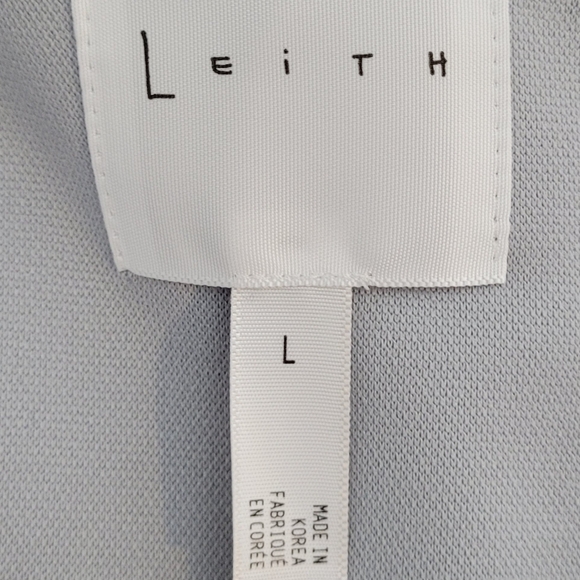 LEiTH
L
MADE IN
KOREA
FABRIQUÉ
EN CORÉE